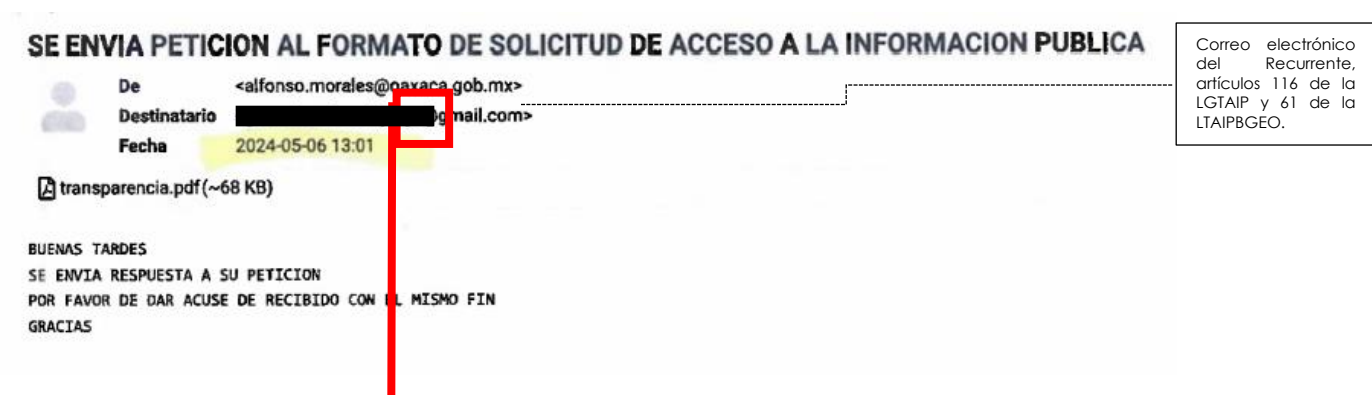 SE ENVIA PETICION AL FORMATO DE SOLICITUD DE ACCESO A LA INFORMACION PUBLICA
De <alfonso.morales@oaxaca.gob.mx>
Destinatario @gmail.com>
Fecha 2024-05-06 13:01
transparencia.pdf(~68 KB)
BUENAS TARDES
SE ENVIA RESPUESTA A SU PETICION
POR FAVOR DE DAR ACUSE DE RECIBIDO CON EL MISMO FIN
GRACIAS
Correo electrónico
del Recurrente,
artículos 116 de la
LGTAIP y 61 de la
LTAIPBGEO.